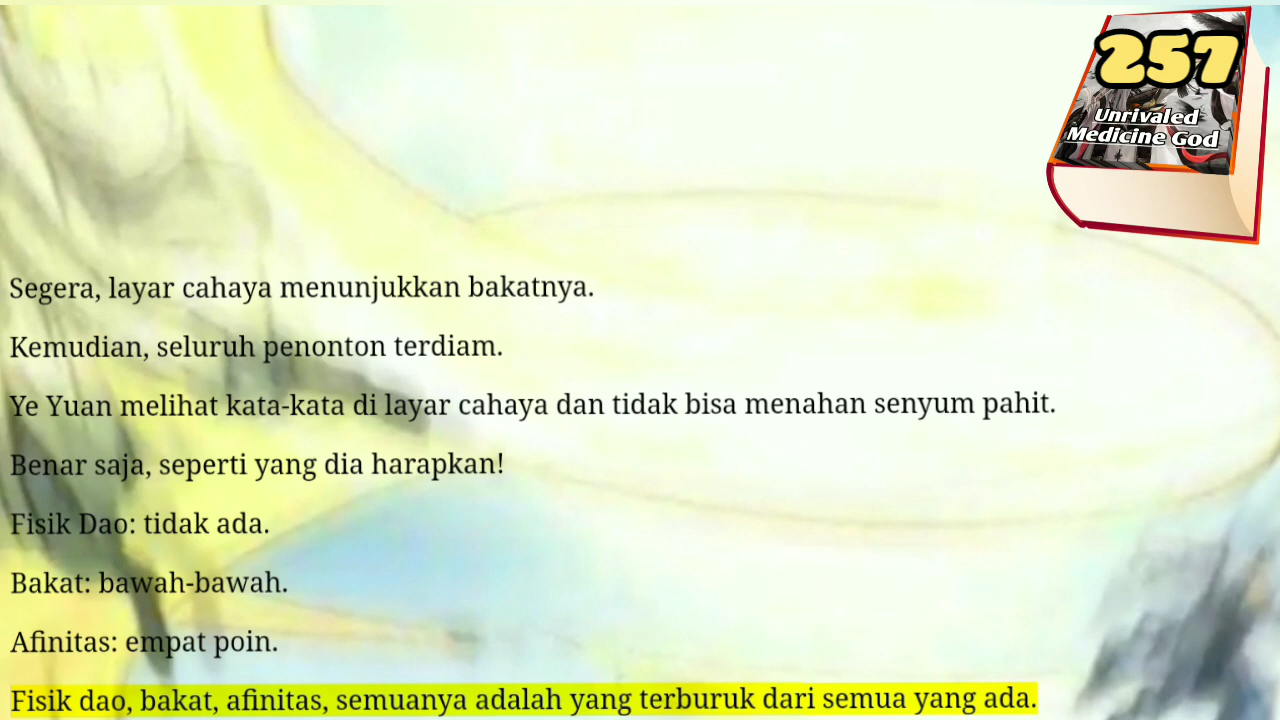 257
Unrivaled
Medicine God
Segera, layar cahaya menunjukkan bakatnya.
Kemudian, seluruh penonton terdiam.
Ye Yuan melihat kata-kata di layar cahaya dan tidak bisa menahan senyum pahit.
Benar saja, seperti yang dia harapkan!
Fisik Dao: tidak ada.
Bakat: bawah-bawah.
Afinitas: empat poin.
Fisik dao, bakat, afinitas, semuanya adalah yang terburuk dari semua yang ada.